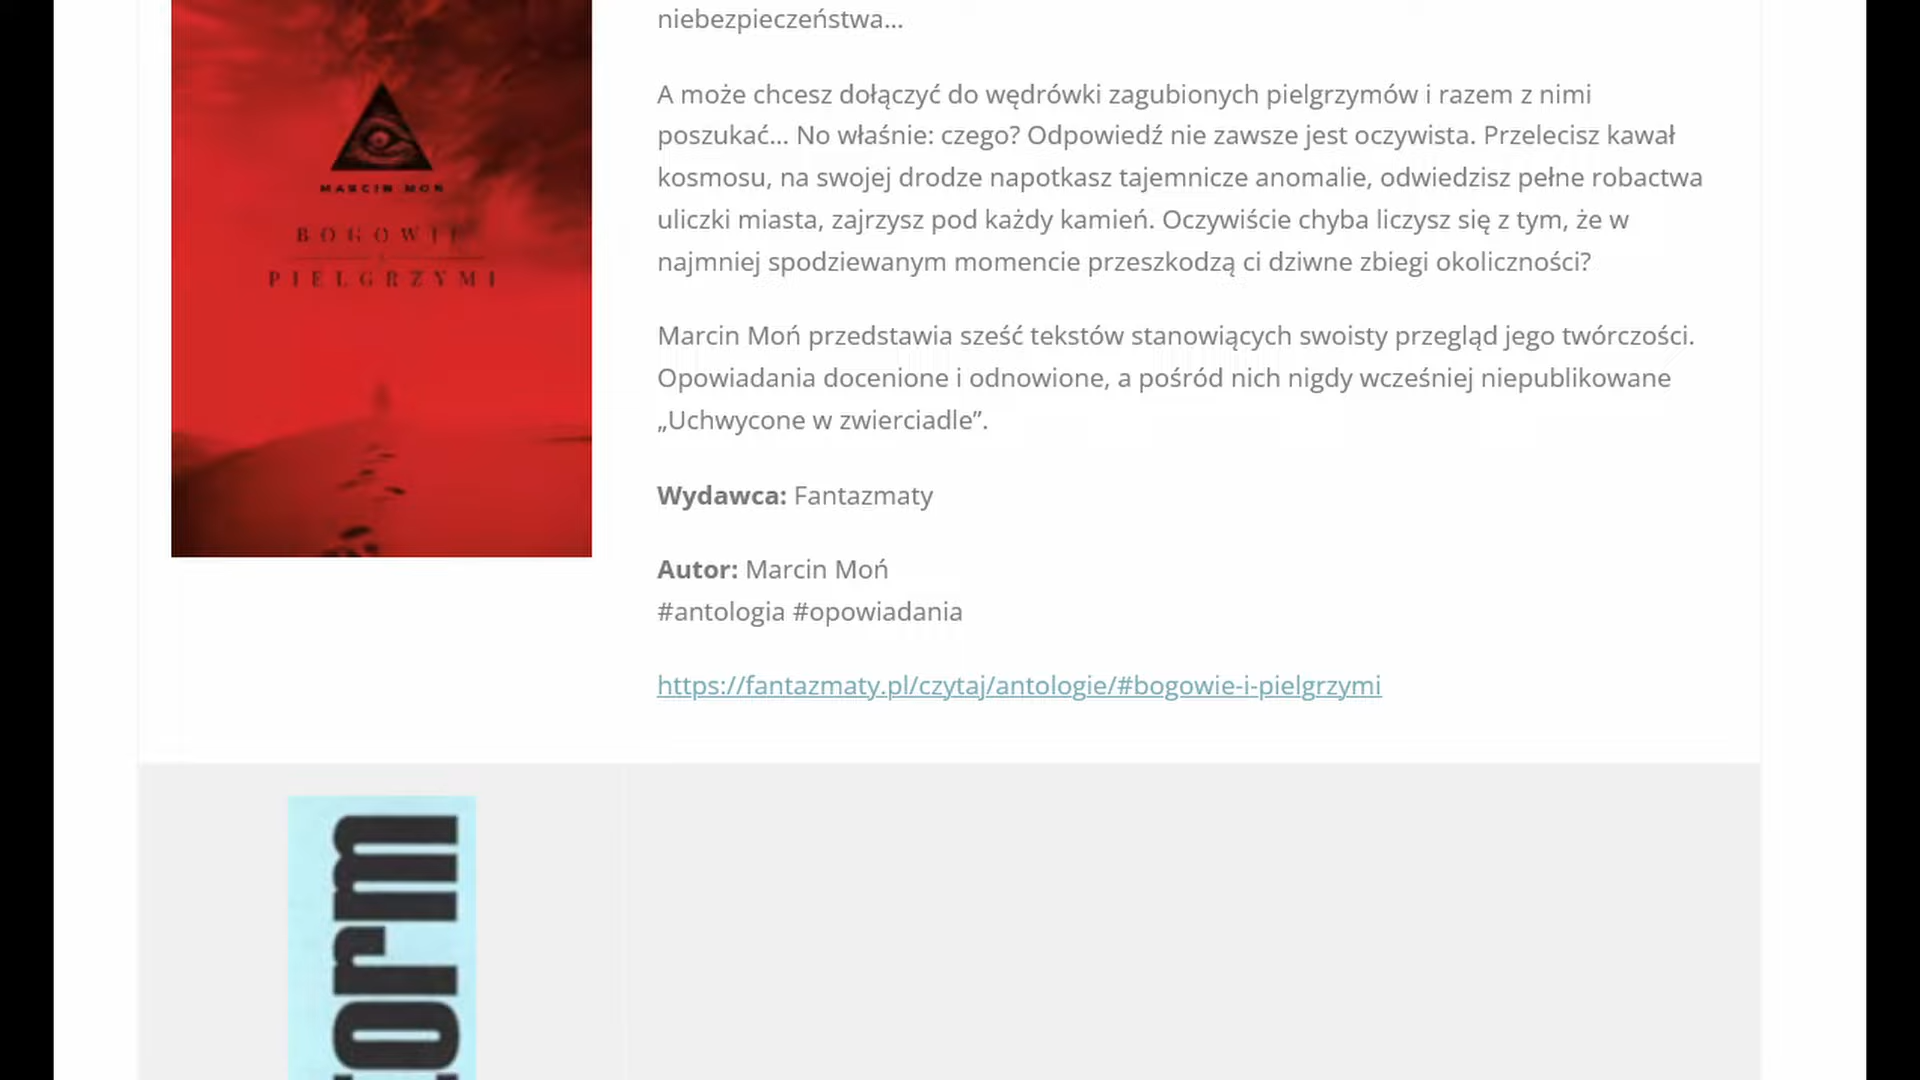 niebezpieczeństwa...
A może chcesz dołączyć do wędrówki zagubionych pielgrzymów i razem z nimi
poszukać... No właśnie: czego? Odpowiedź nie zawsze jest oczywista. Przelecisz kawał
kosmosu, na swojej drodze napotkasz tajemnicze anomalie, odwiedzisz pełne robactwa
uliczki miasta, zajrzysz pod każdy kamień. Oczywiście chyba liczysz się z tym, że w
najmniej spodziewanym momencie przeszkodzą ci dziwne zbiegi okoliczności?
Marcin Moń przedstawia sześć tekstów stanowiących swoisty przegląd jego twórczości.
Opowiadania docenione i odnowione, a pośród nich nigdy wcześniej niepublikowane
„Uchwycone w zwierciadle”.
Wydawca: Fantazmaty
Autor: Marcin Moń
#antologia #opowiadania
https://fantazmaty.pl/czytaj/antologie/#bogowie-i-pielgrzymi
MARCIN MOŃ
BOGOWIE
I
PIELGRZYMI